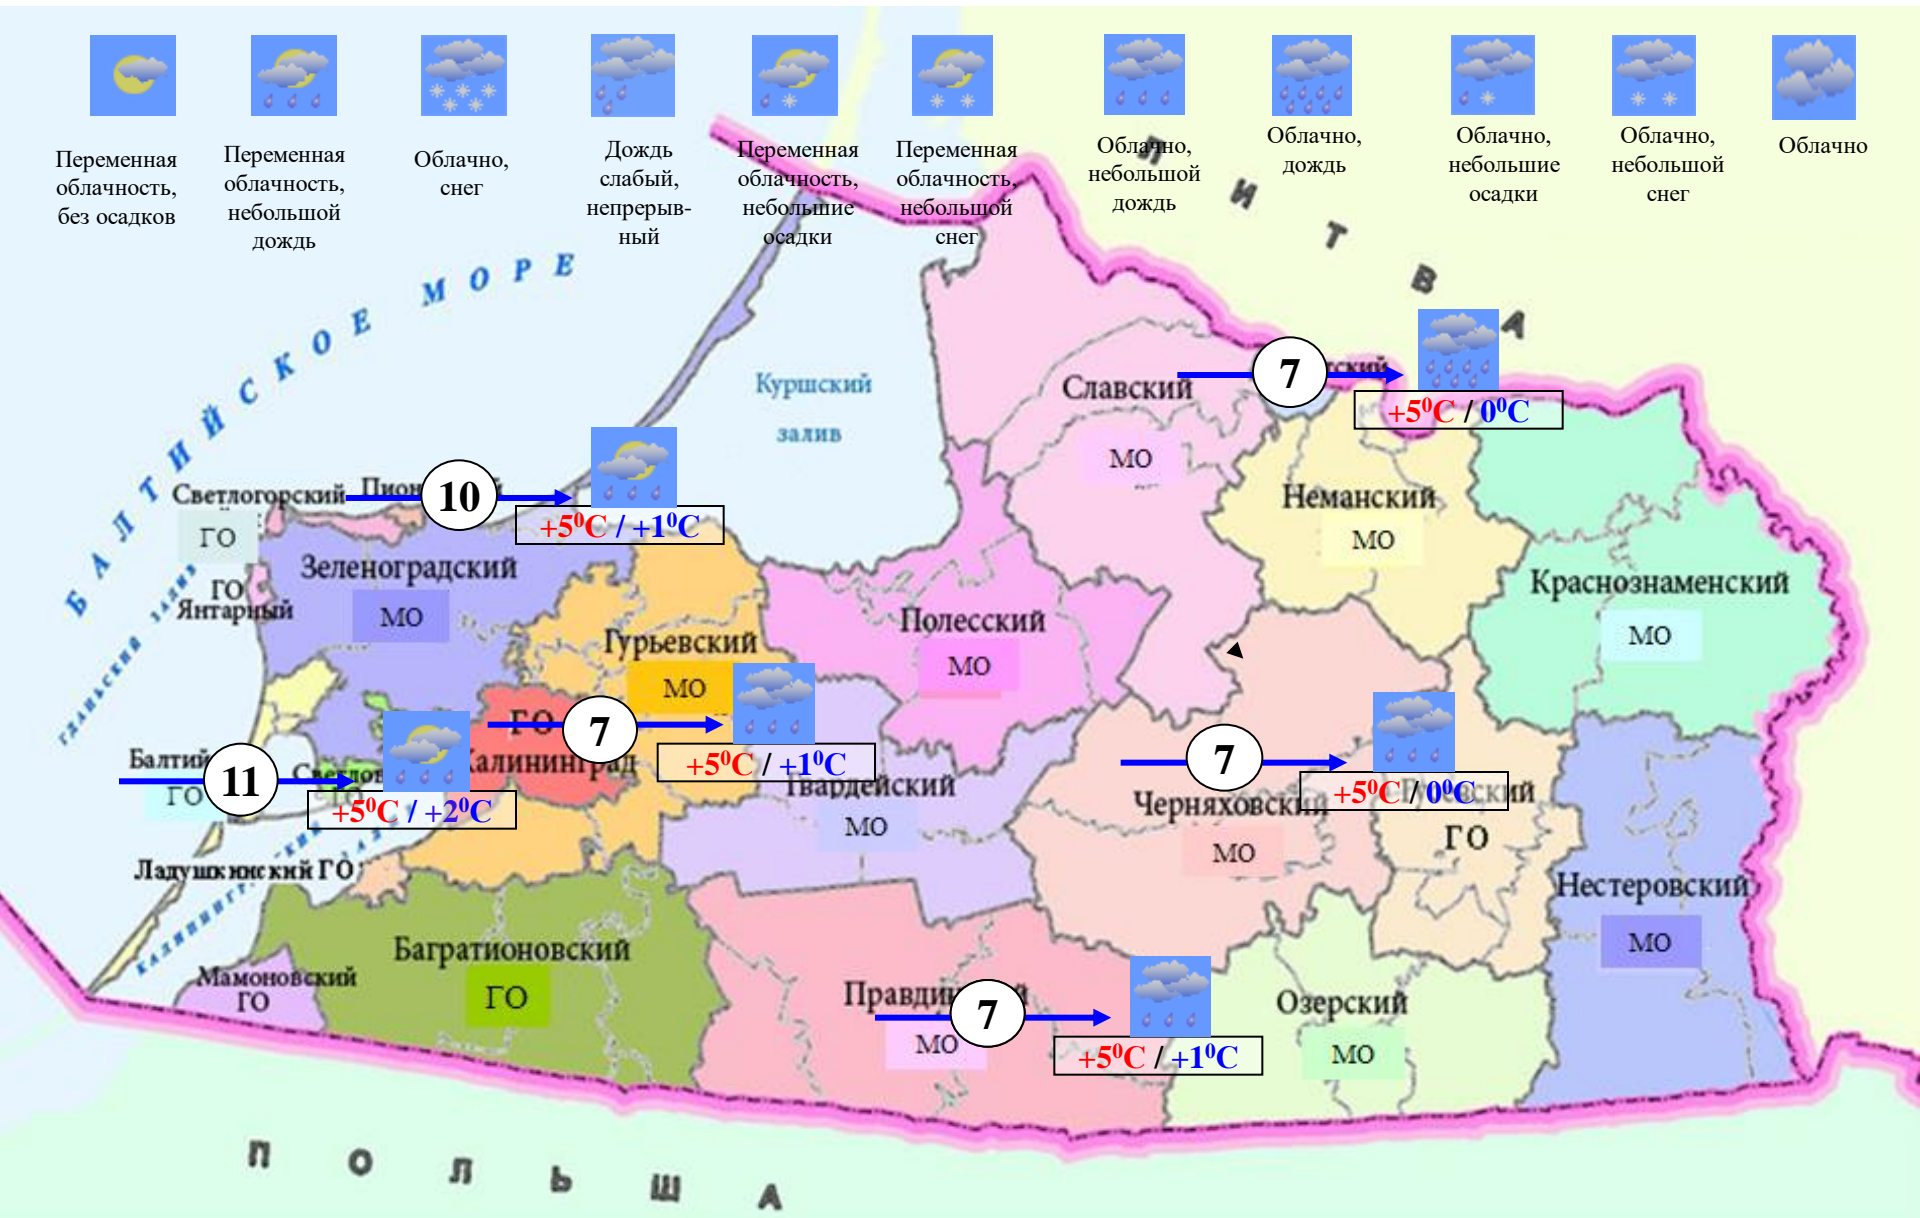 Переменная
облачность,
без осадков
Переменная
облачность,
небольшой
дождь
Облачно,
снег
Дождь
слабый,
непрерыв-
ный
Переменная
облачность,
небольшие
осадки
Переменная
облачность,
небольшой
снег
Облачно,
небольшой
дождь
Облачно,
дождь
Облачно,
небольшие
осадки
Облачно,
небольшой
снег
Облачно
ЛИТВА
БАЛТИЙСКОЕ МОРЕ
Куршский
залив
Славский
МО
7
+5⁰C / 0⁰C
Светлогорский
ГО
10
+5⁰C / +1⁰C
Неманский
МО
Зеленоградский
МО
ГО
Янтарный
Краснознаменский
МО
Гурьевский
МО
Полесский
МО
ГДАНЬСКИЙ ЗАЛИВ
ГО
Калининград
7
+5⁰C / +1⁰C
ГО
11
+5⁰C / +2⁰C
Гвардейский
МО
Черняховский
МО
7
+5⁰C / 0⁰C
ГО
Ладушкинский ГО
Нестеровский
МО
Багратионовский
ГО
Мамоновский
ГО
МО
7
+5⁰C / +1⁰C
Озерский
МО
ПОЛЬША